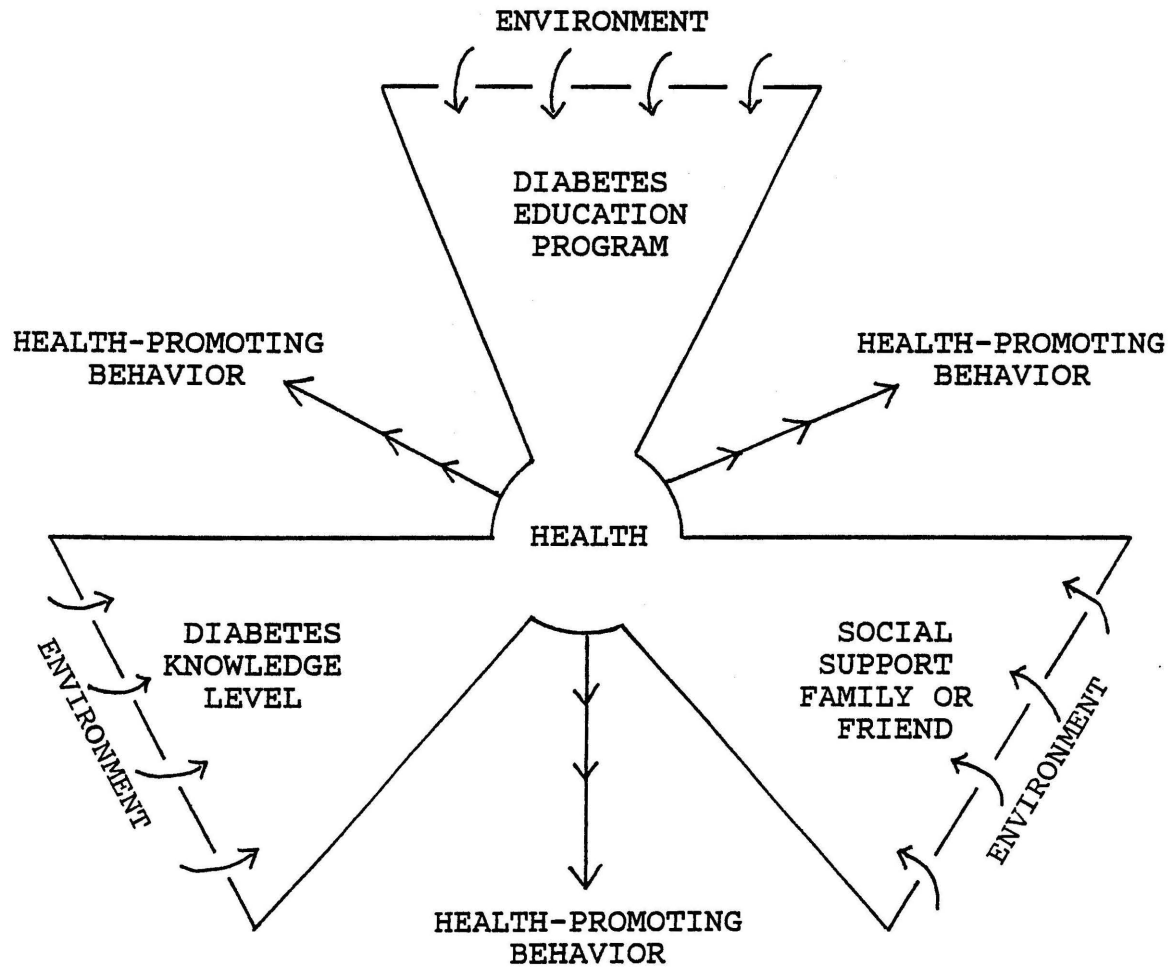 ENVIRONMENT
DIABETES
EDUCATION
PROGRAM
HEALTH-PROMOTING
BEHAVIOR
HEALTH-PROMOTING
BEHAVIOR
HEALTH
DIABETES
KNOWLEDGE
LEVEL
ENVIRONMENT
SOCIAL
SUPPORT
FAMILY OR
FRIEND
ENVIRONMENT
HEALTH-PROMOTING
BEHAVIOR